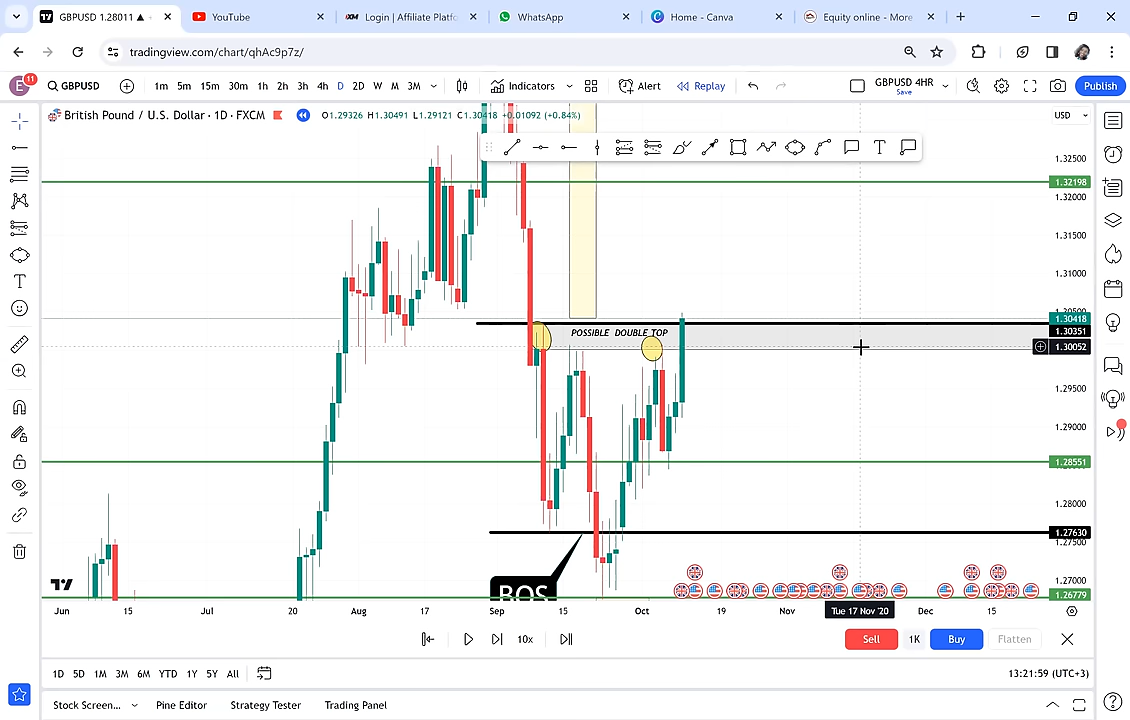 GBPUSD 1.28011 ▲
YouTube
XM Login | Affiliate Platfo
WhatsApp
Home - Canva
Equity online - More
tradingview.com/chart/qhAc9p7z/
E 11 GBPUSD 1m 5m 15m 30m 1h 2h 3h 4h D 2D W M 3M Indicators Alert Replay GBPUSD 4HR Save Publish
British Pound / U.S. Dollar · 1D · FXCM O1.29326 H1.30491 L1.29121 C1.30418 +0.01092 (+0.84%) USD
1.32500
1.32198
1.32000
1.31500
1.31000
1.30418
POSSIBLE DOUBLE TOP 1.30351
1.30052
1.29500
1.29000
1.28551
1.28000
1.27630
1.27500
1.27000
BOS 1.26779
Jun 15 Jul 20 Aug 17 Sep 15 Oct 19 Nov Tue 17 Nov '20 Dec 15
10x Sell 1K Buy Flatten
1D 5D 1M 3M 6M YTD 1Y 5Y All 13:21:59 (UTC+3)
Stock Screen... Pine Editor Strategy Tester Trading Panel